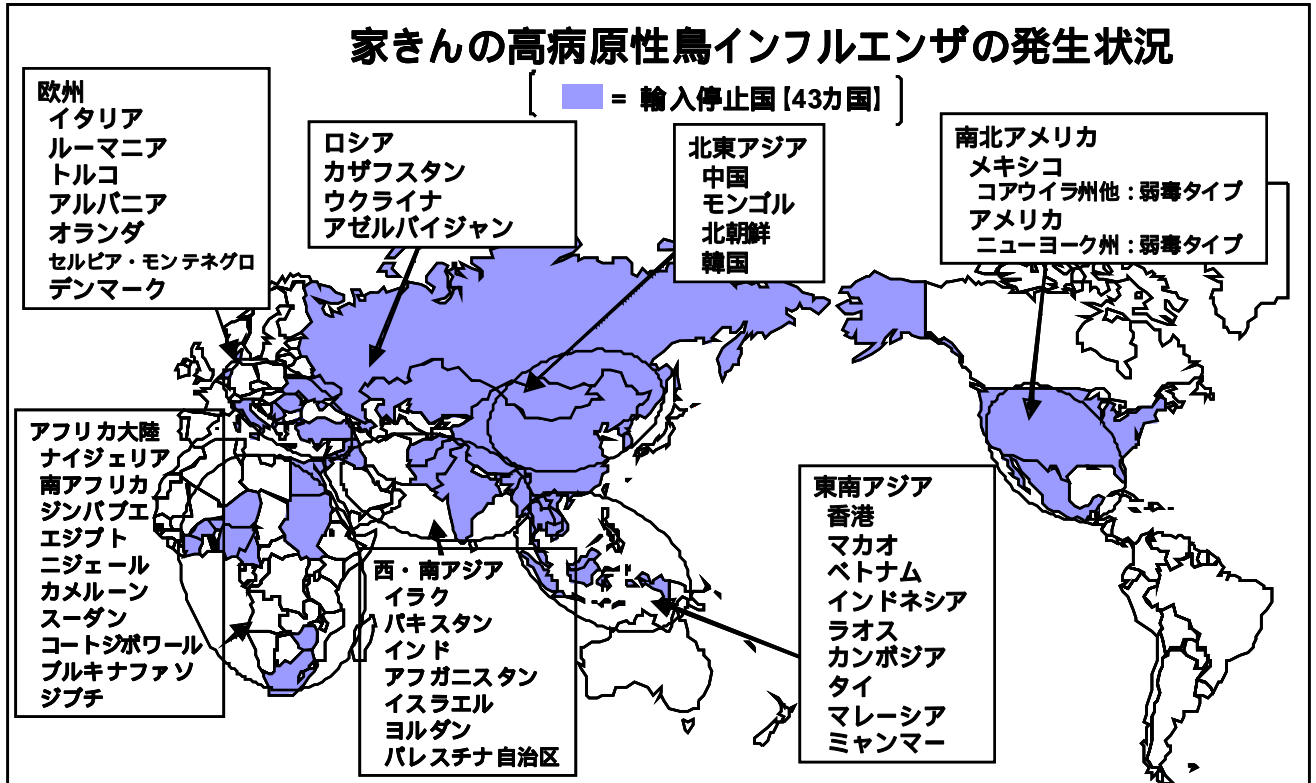 家きんの高病原性鳥インフルエンザの発生状況
= 輸入停止国【43カ国】
欧州
イタリア
ルーマニア
トルコ
アルバニア
オランダ
セルビア・モンテネグロ
デンマーク
ロシア
カザフスタン
ウクライナ
アゼルバイジャン
北東アジア
中国
モンゴル
北朝鮮
韓国
南北アメリカ
メキシコ
コアウイラ州他：弱毒タイプ
アメリカ
ニューヨーク州：弱毒タイプ
アフリカ大陸
ナイジェリア
南アフリカ
ジンバブエ
エジプト
ニジェール
カメルーン
スーダン
コートジボワール
ブルキナファソ
ジブチ
西・南アジア
イラク
パキスタン
インド
アフガニスタン
イスラエル
ヨルダン
パレスチナ自治区
東南アジア
香港
マカオ
ベトナム
インドネシア
ラオス
カンボジア
タイ
マレーシア
ミャンマー